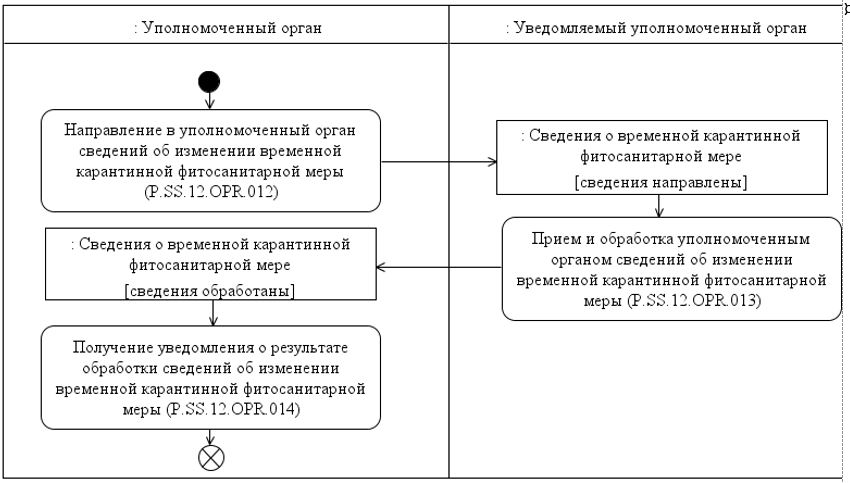 : Уполномоченный орган
: Уведомляемый уполномоченный орган
Направление в уполномоченный орган
сведений об изменении временной
карантинной фитосанитарной меры
(P.SS.12.OPR.012)
: Сведения о временной карантинной
фитосанитарной мере
[сведения направлены]
Прием и обработка уполномоченным
органом сведений об изменении
временной карантинной фитосанитарной
меры (P.SS.12.OPR.013)
: Сведения о временной карантинной
фитосанитарной мере
[сведения обработаны]
Получение уведомления о результате
обработки сведений об изменении
временной карантинной фитосанитарной
меры (P.SS.12.OPR.014)